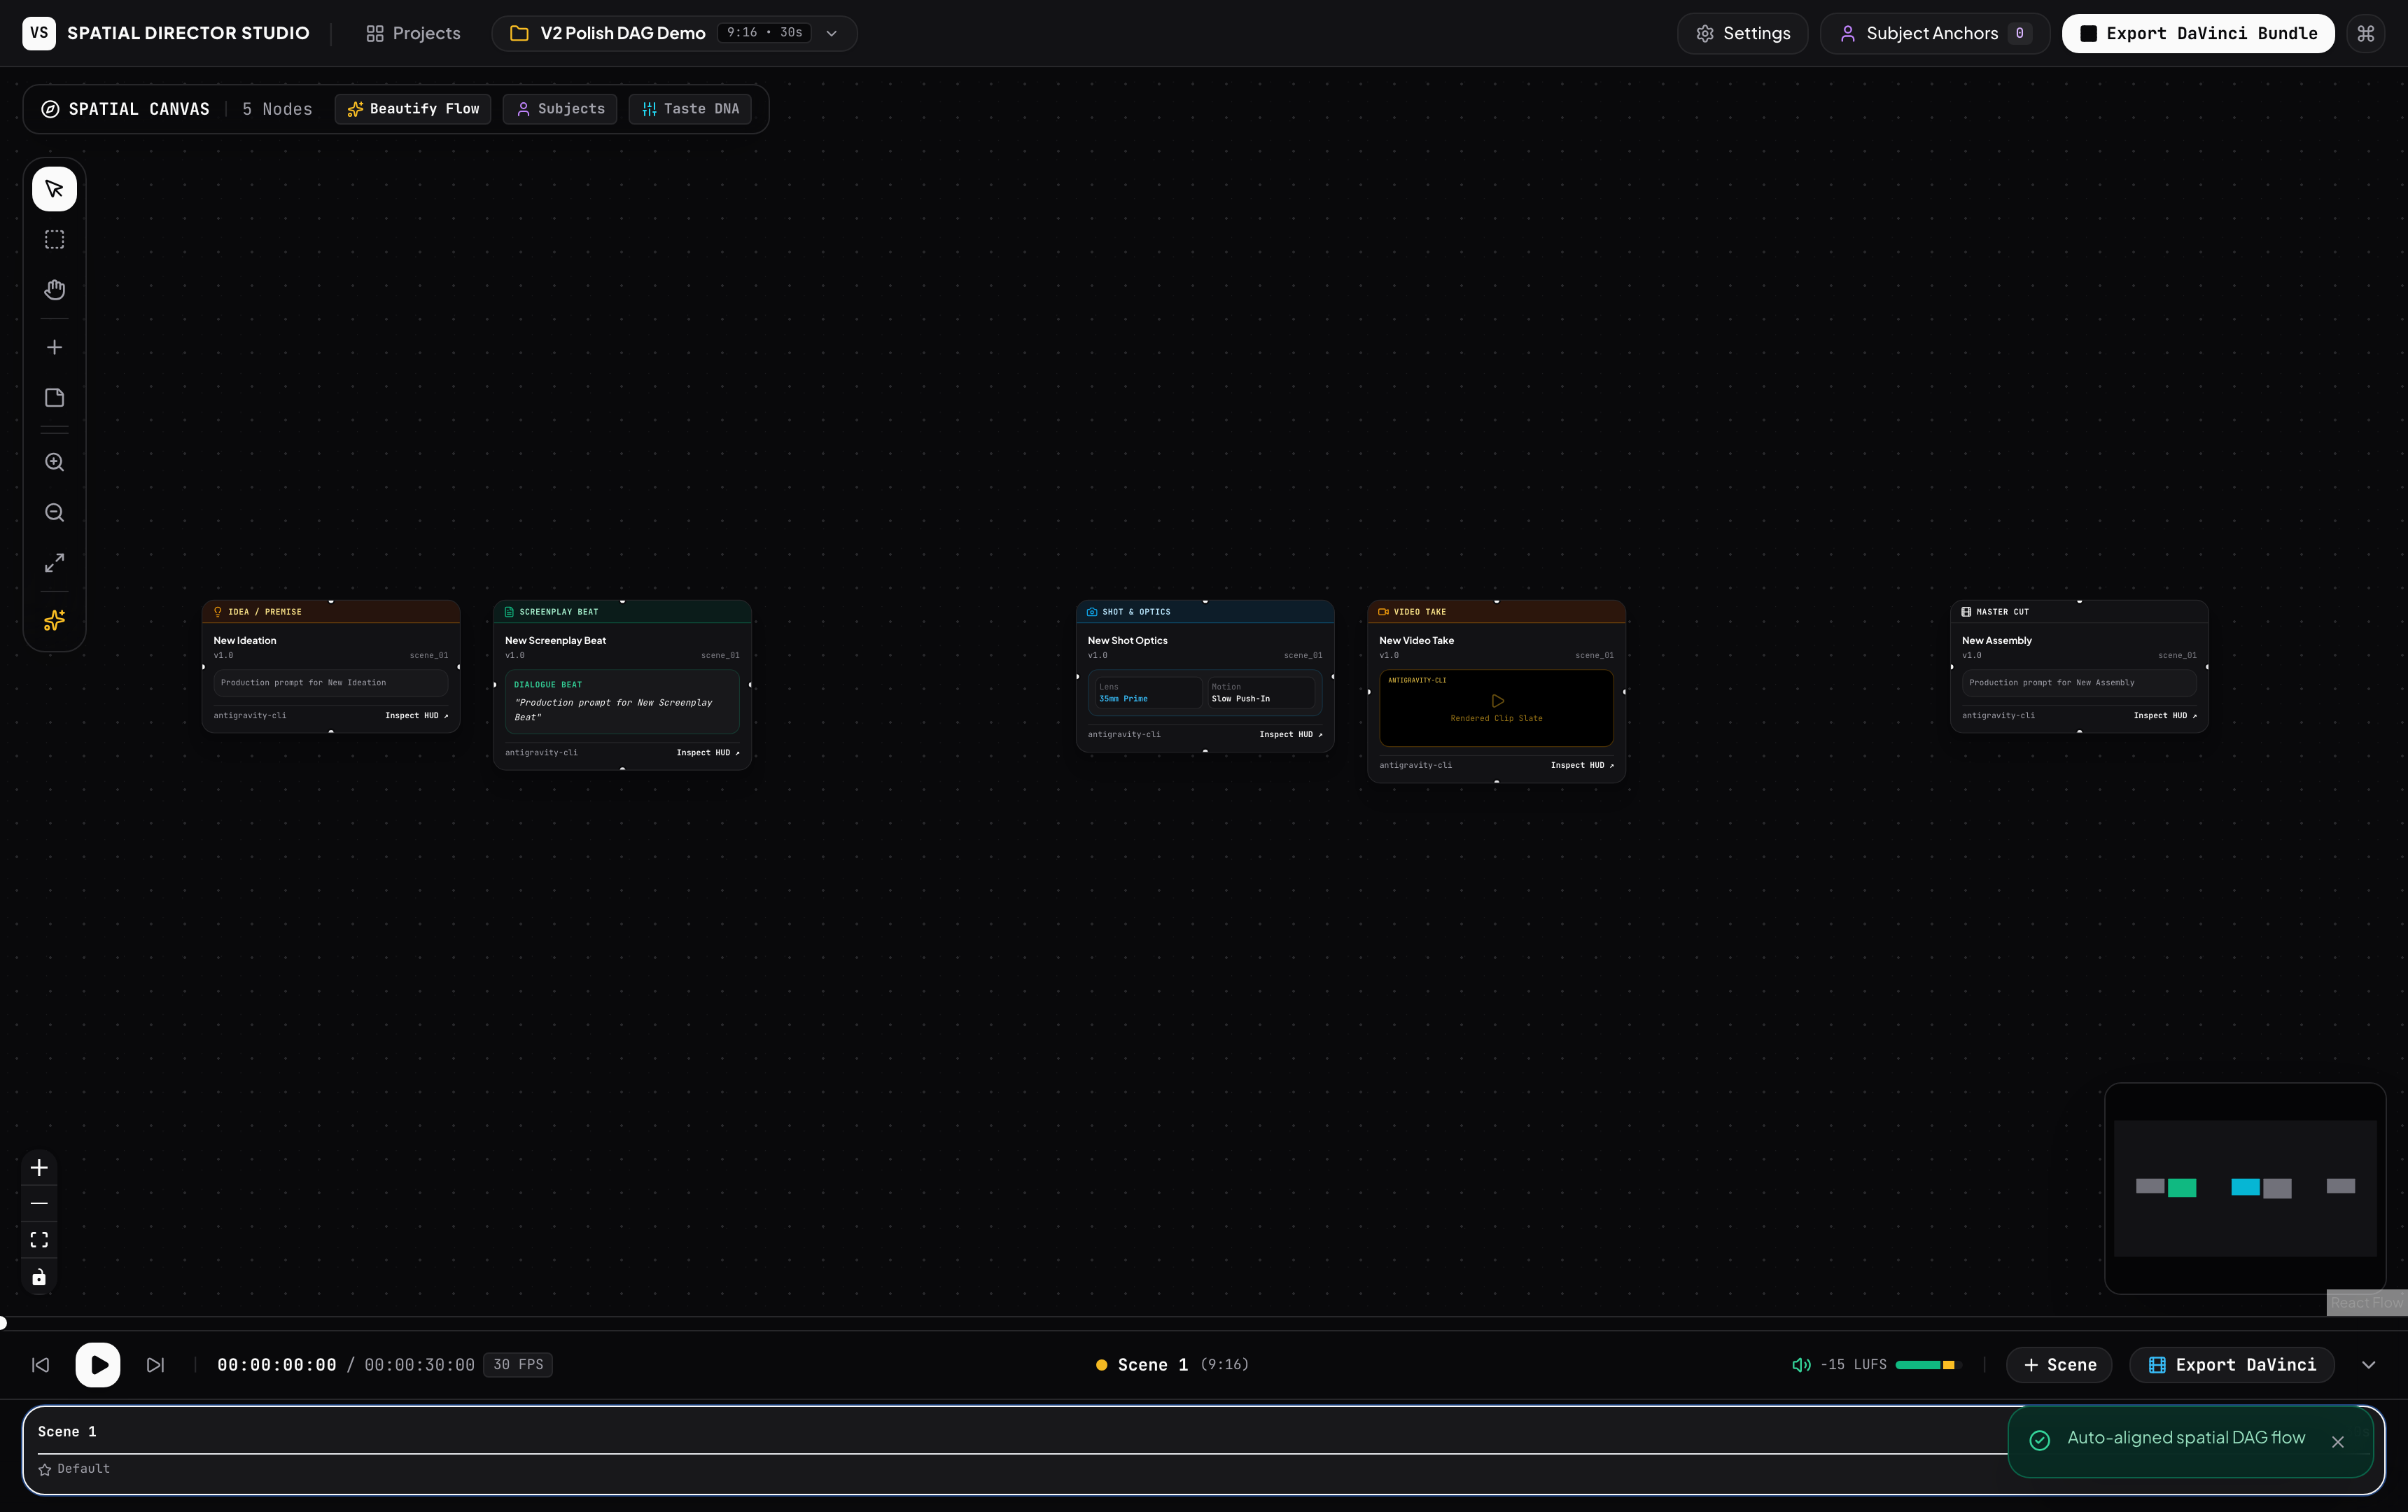 VS SPATIAL DIRECTOR STUDIO Projects V2 Polish DAG Demo 9:16 • 30s Settings Subject Anchors 0 Export DaVinci Bundle ⌘
SPATIAL CANVAS 5 Nodes Beautify Flow Subjects Taste DNA
IDEA / PREMISE
New Ideation
v1.0 scene_01
Production prompt for New Ideation
antigravity-cli Inspect HUD ↗
SCREENPLAY BEAT
New Screenplay Beat
v1.0 scene_01
DIALOGUE BEAT
"Production prompt for New Screenplay
Beat"
antigravity-cli Inspect HUD ↗
SHOT & OPTICS
New Shot Optics
v1.0 scene_01
Lens Motion
35mm Prime Slow Push-In
antigravity-cli Inspect HUD ↗
VIDEO TAKE
New Video Take
v1.0 scene_01
ANTIGRAVITY-CLI
Rendered Clip Slate
antigravity-cli Inspect HUD ↗
MASTER CUT
New Assembly
v1.0 scene_01
Production prompt for New Assembly
antigravity-cli Inspect HUD ↗
React Flow
00:00:00:00 / 00:00:30:00 30 FPS Scene 1 (9:16) -15 LUFS + Scene Export DaVinci
Scene 1
Default
Auto-aligned spatial DAG flow